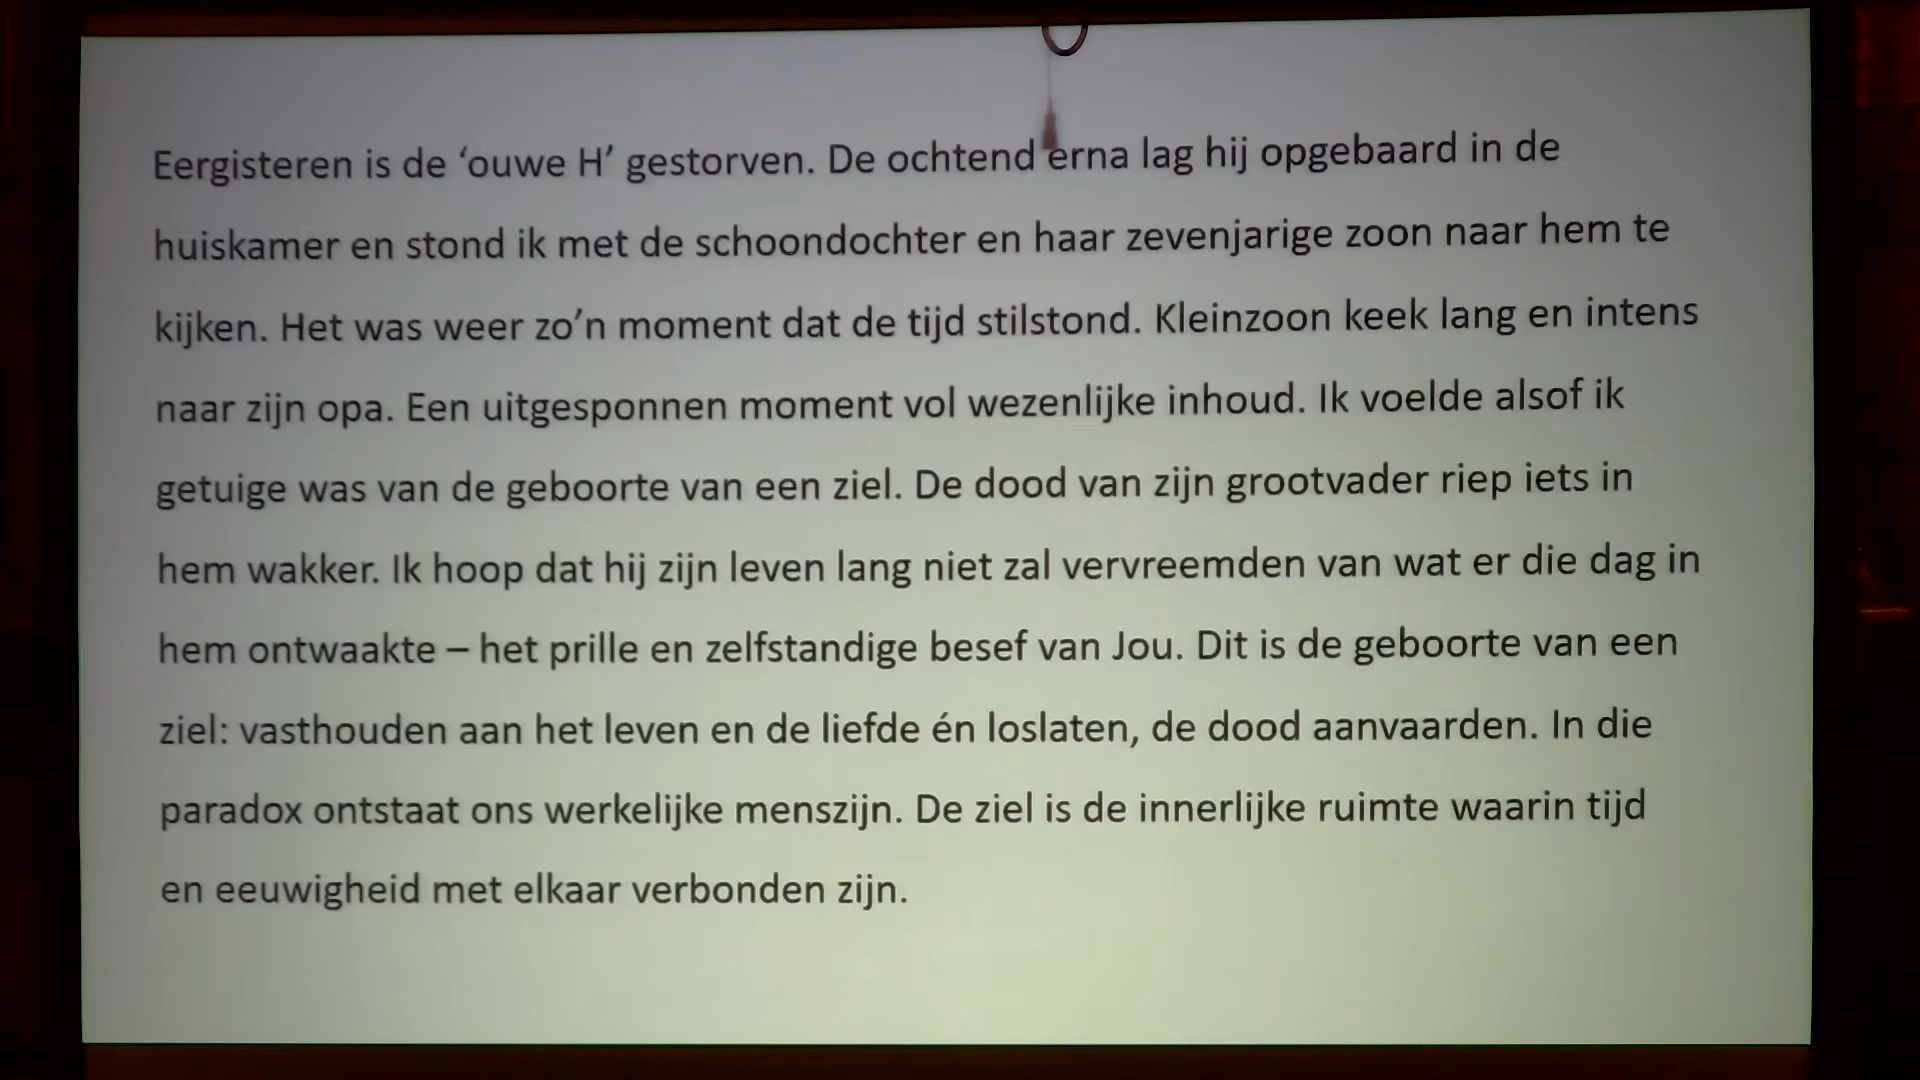 Eergisteren is de ‘ouwe H’ gestorven. De ochtend erna lag hij opgebaard in de
huiskamer en stond ik met de schoondochter en haar zevenjarige zoon naar hem te
kijken. Het was weer zo’n moment dat de tijd stilstond. Kleinzoon keek lang en intens
naar zijn opa. Een uitgesponnen moment vol wezenlijke inhoud. Ik voelde alsof ik
getuige was van de geboorte van een ziel. De dood van zijn grootvader riep iets in
hem wakker. Ik hoop dat hij zijn leven lang niet zal vervreemden van wat er die dag in
hem ontwaakte – het prille en zelfstandige besef van Jou. Dit is de geboorte van een
ziel: vasthouden aan het leven en de liefde én loslaten, de dood aanvaarden. In die
paradox ontstaat ons werkelijke menszijn. De ziel is de innerlijke ruimte waarin tijd
en eeuwigheid met elkaar verbonden zijn.